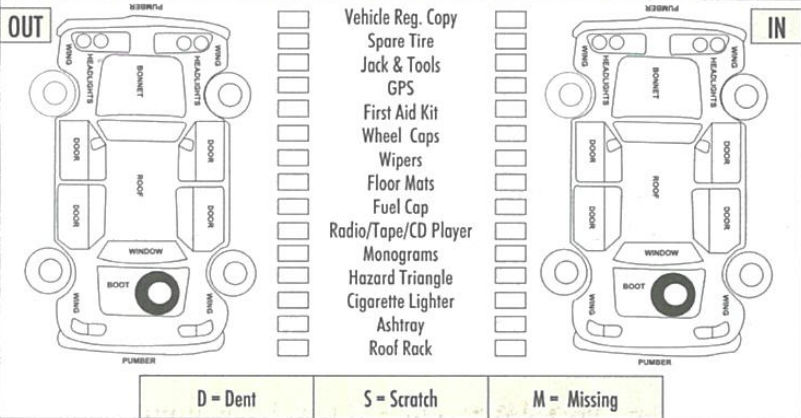 PUMBER
OUT
WING
HEADLIGHTS
BONNET
HEADLIGHTS
WING
DOOR
DOOR
ROOF
DOOR
DOOR
WINDOW
BOOT
WING
WING
PUMBER
Vehicle Reg. Copy
Spare Tire
Jack & Tools
GPS
First Aid Kit
Wheel Caps
Wipers
Floor Mats
Fuel Cap
Radio/Tape/CD Player
Monograms
Hazard Triangle
Cigarette Lighter
Ashtray
Roof Rack
PUMBER
IN
WING
HEADLIGHTS
BONNET
HEADLIGHTS
WING
DOOR
DOOR
ROOF
DOOR
DOOR
WINDOW
BOOT
WING
WING
PUMBER
D = Dent
S = Scratch
M = Missing